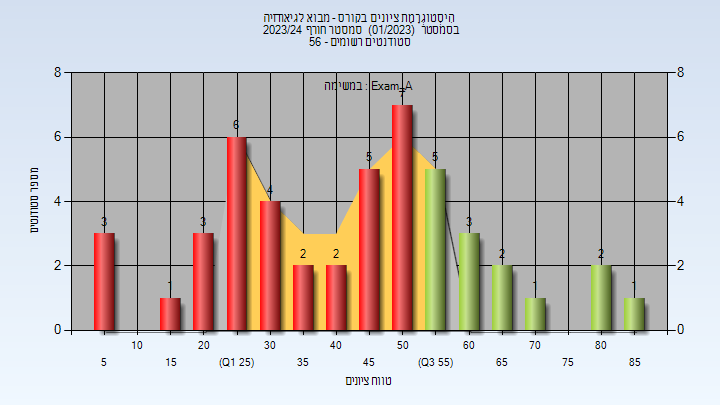 היסטוגרמת ציונים בקורס - מבוא לגיאודזיה
בסמסטר (01/2023) סמסטר חורף 2023/24
סטודנטים רשומים - 56
במשימה : Exam_A
8 8
6 6
4 4
2 2
0 0
מספר סטודנטים
3 1 3 6 4 2 2 5 7 5 3 2 1 2 1
10 20 30 40 50 60 70 80
5 15 (Q1 25) 35 45 (Q3 55) 65 75 85
טווח ציונים